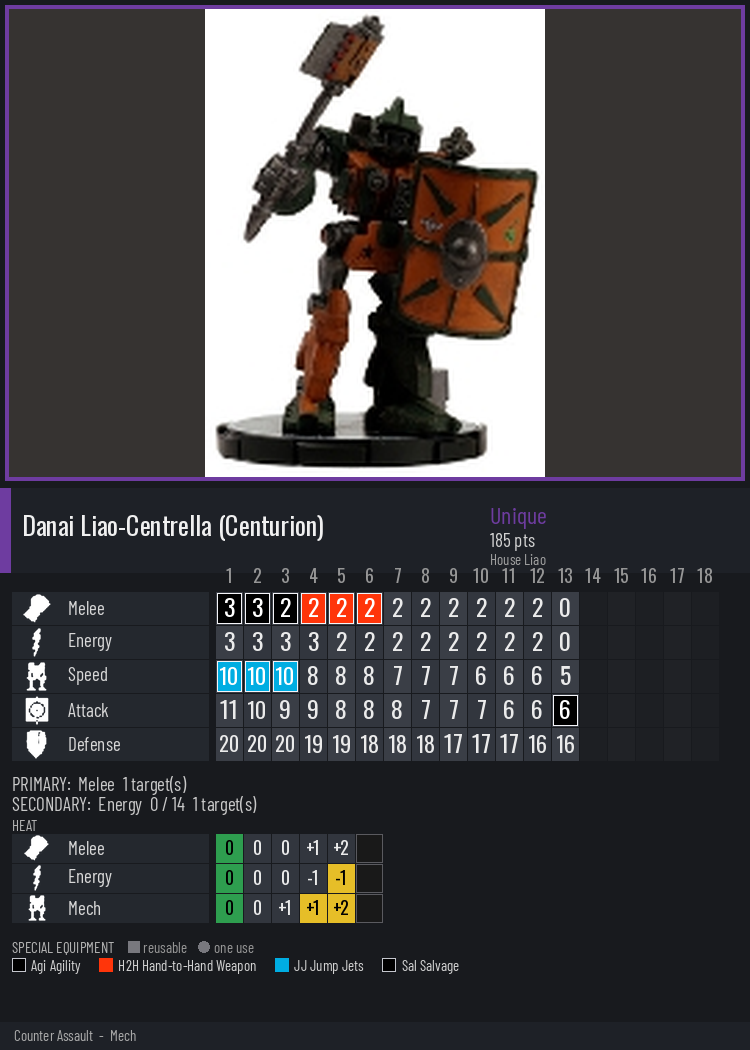 Danai Liao-Centrella (Centurion)
Unique
185 pts
House Liao
1 2 3 4 5 6 7 8 9 10 11 12 13 14 15 16 17 18
Melee 3 3 2 2 2 2 2 2 2 2 2 2 0
Energy 3 3 3 3 2 2 2 2 2 2 2 2 0
Speed 10 10 10 8 8 8 7 7 7 6 6 6 5
Attack 11 10 9 9 8 8 8 7 7 7 6 6 6
Defense 20 20 20 19 19 18 18 18 17 17 17 16 16
PRIMARY: Melee 1 target(s)
SECONDARY: Energy 0 / 14 1 target(s)
HEAT
Melee 0 0 0 +1 +2
Energy 0 0 0 -1 -1
Mech 0 0 +1 +1 +2
SPECIAL EQUIPMENT reusable one use
Agi Agility H2H Hand-to-Hand Weapon JJ Jump Jets Sal Salvage
Counter Assault - Mech